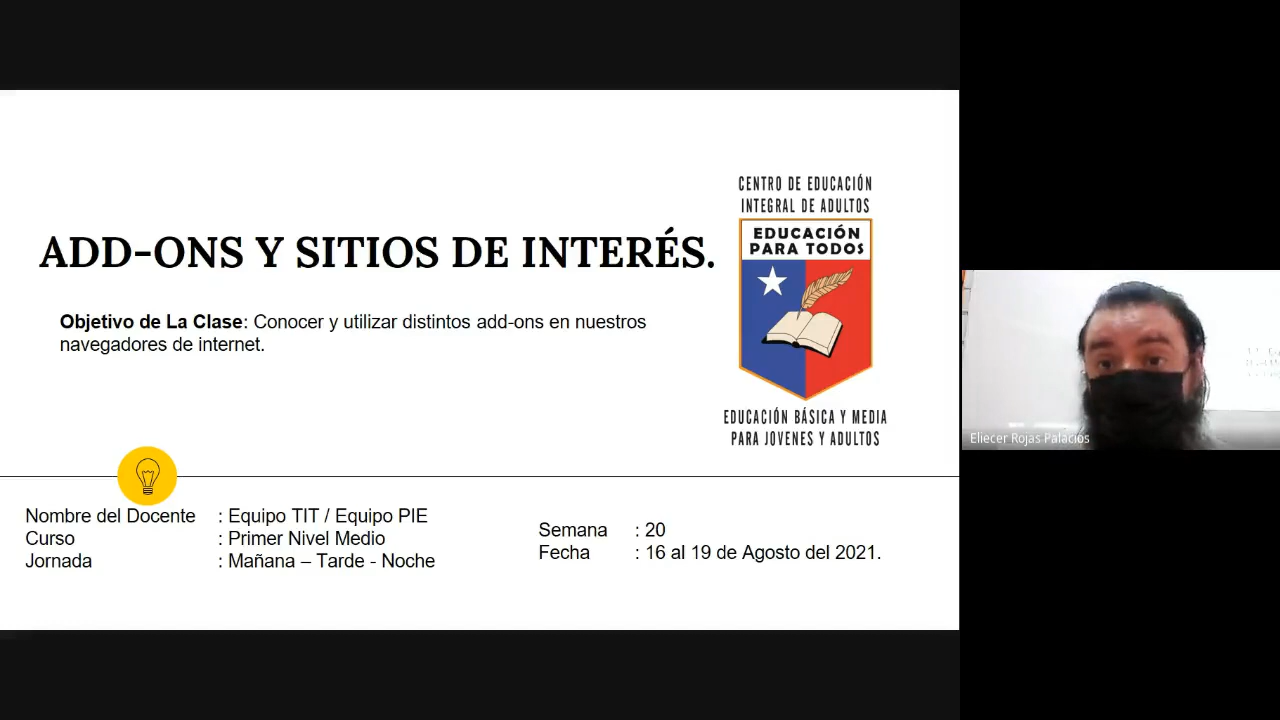 CENTRO DE EDUCACIÓN
INTEGRAL DE ADULTOS
EDUCACIÓN
PARA TODOS
ADD-ONS Y SITIOS DE INTERÉS.
Objetivo de La Clase: Conocer y utilizar distintos add-ons en nuestros
navegadores de internet.
EDUCACIÓN BÁSICA Y MEDIA
PARA JOVENES Y ADULTOS
Nombre del Docente : Equipo TIT / Equipo PIE
Curso : Primer Nivel Medio
Jornada : Mañana – Tarde - Noche
Semana : 20
Fecha : 16 al 19 de Agosto del 2021.
Eliecer Rojas Palacios